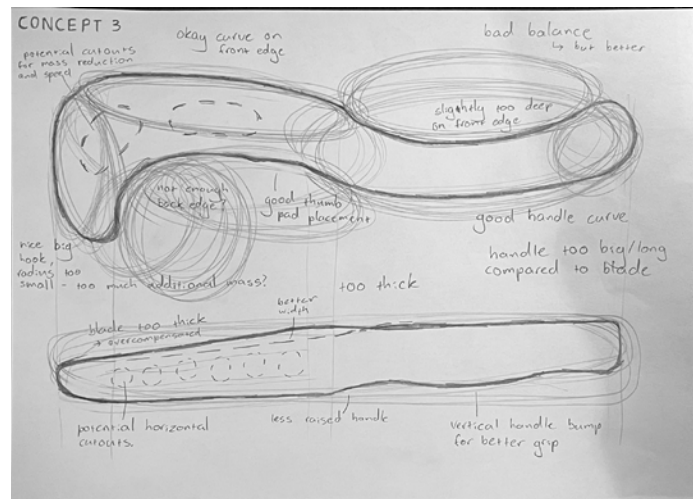 CONCEPT 3
potential cutouts
for mass reduction
and speed
okay curve on
front edge
bad balance
↳ but better
slightly too deep
on front edge
not enough
back edge?
good thumb
pad placement
good handle curve
nice big
hook,
radius too
small - too much additional mass?
handle too big/long
compared to blade
too thick
better
width
blade too thick
→ overcompensated
potential horizontal
cutouts.
less raised handle
vertical handle bump
for better grip